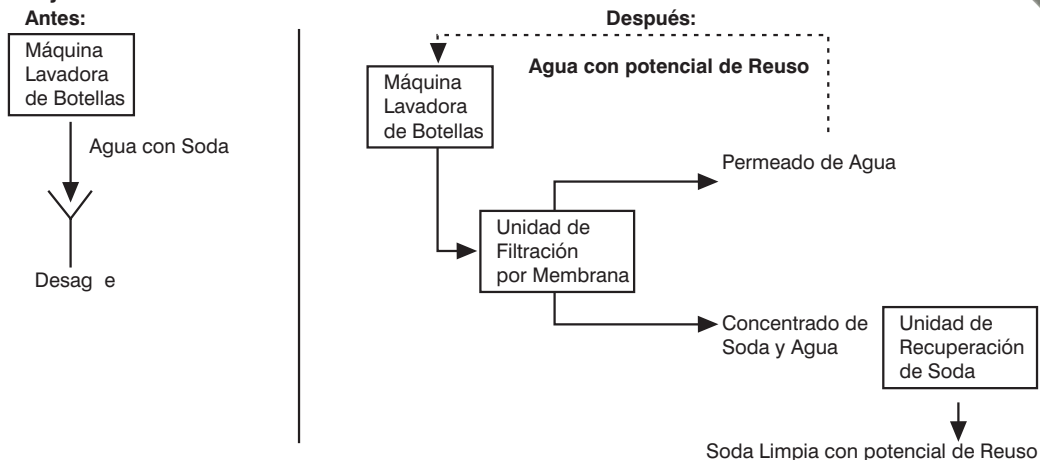 Antes:
Máquina
Lavadora
de Botellas
Agua con Soda
Desag e
Después:
Agua con potencial de Reuso
Máquina
Lavadora
de Botellas
Permeado de Agua
Unidad de
Filtración
por Membrana
Concentrado de
Soda y Agua
Unidad de
Recuperación
de Soda
Soda Limpia con potencial de Reuso